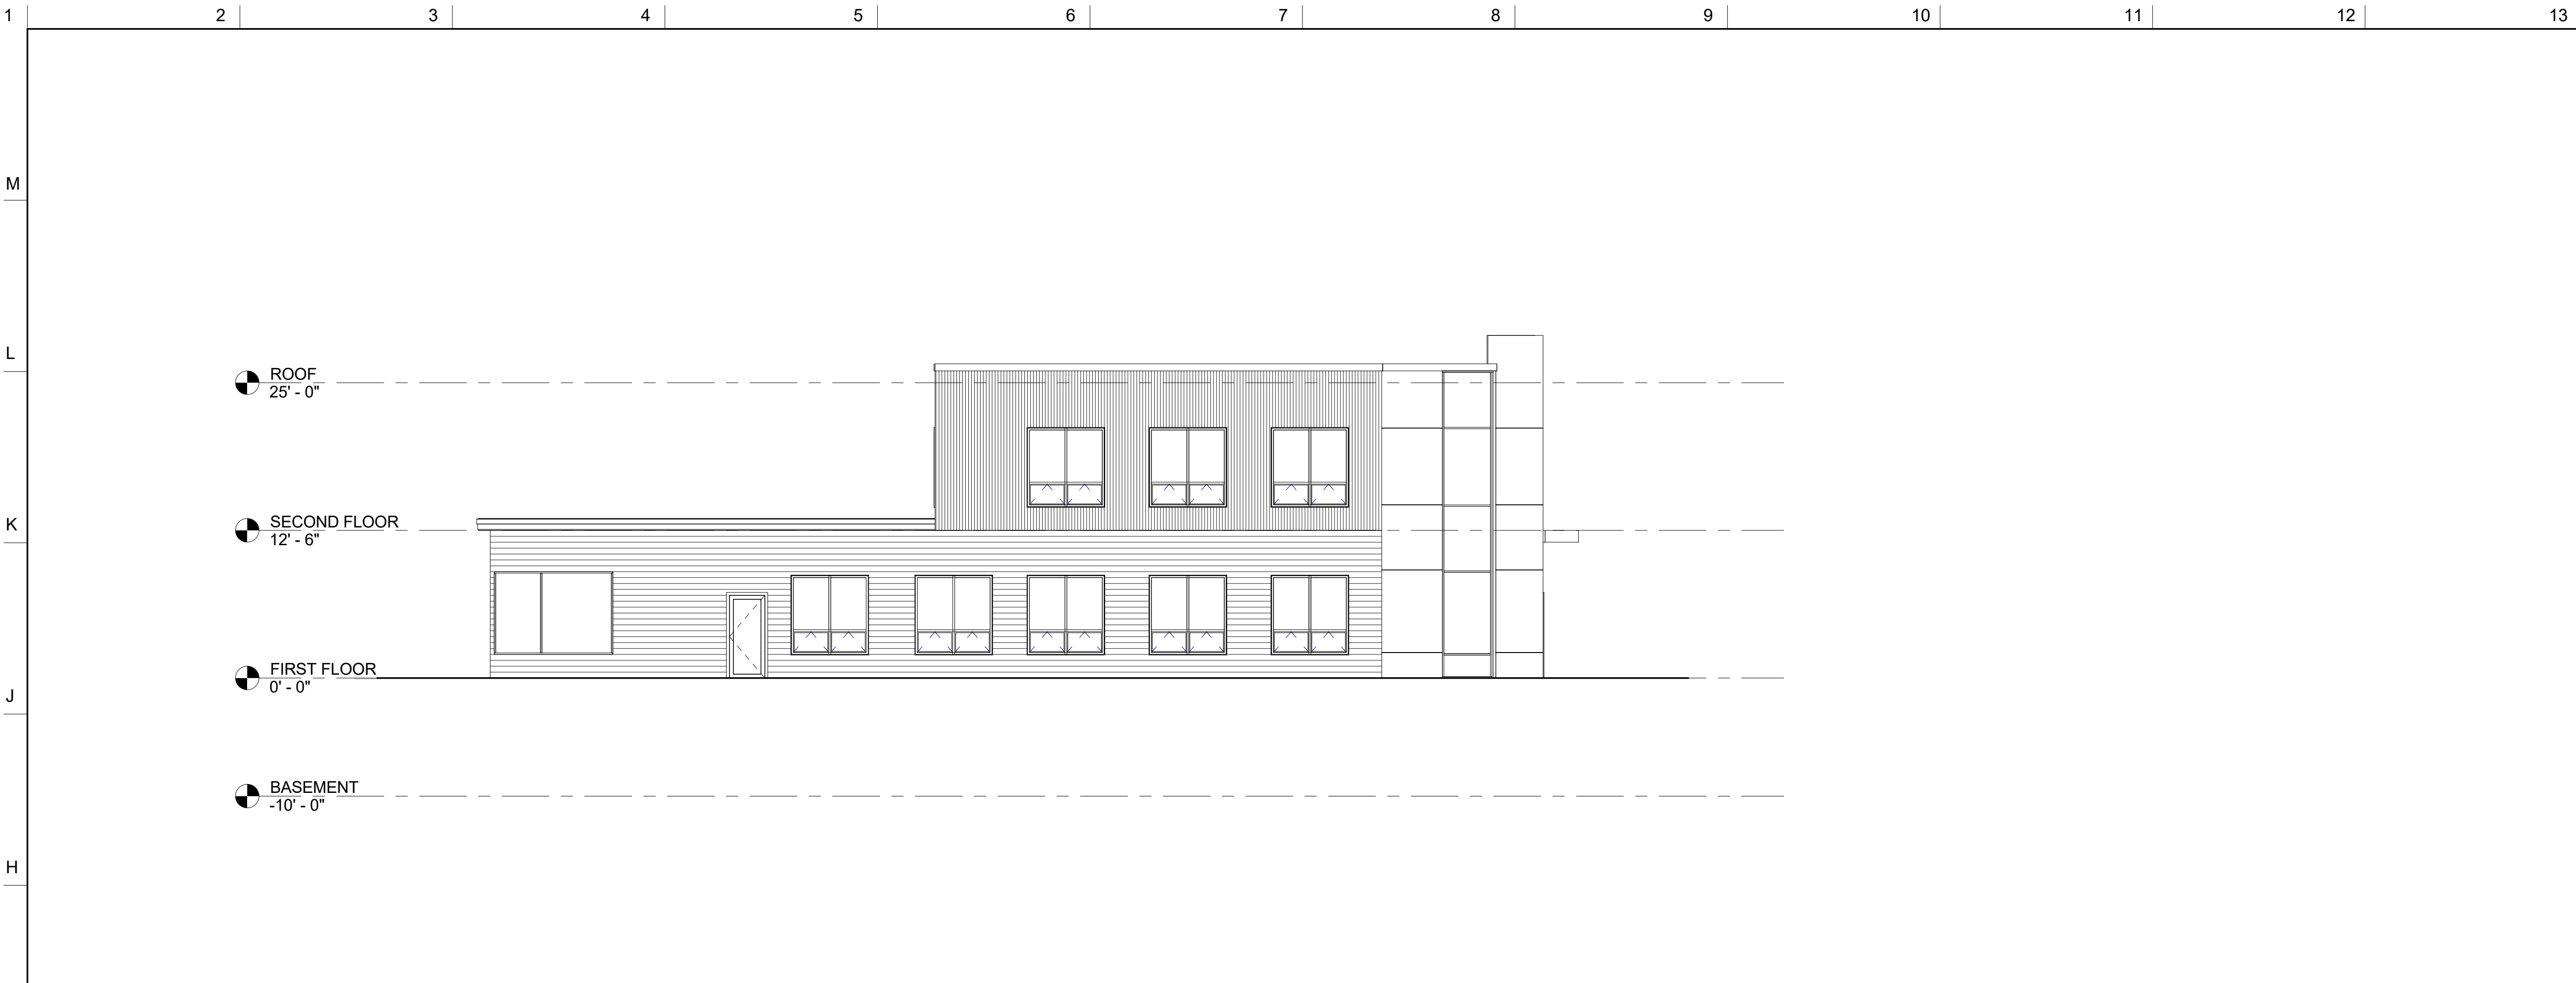 1 2 3 4 5 6 7 8 9 10 11 12 13
M
L
ROOF
25' - 0"
K
SECOND FLOOR
12' - 6"
FIRST FLOOR
0' - 0"
J
BASEMENT
-10' - 0"
H